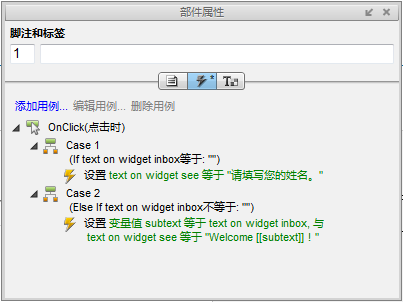 部件属性
脚注和标签
1
添加用例... 编辑用例... 删除用例
OnClick(点击时)
Case 1
(If text on widget inbox等于: "")
设置 text on widget see 等于 "请填写您的姓名。"
Case 2
(Else If text on widget inbox不等于: "")
设置 变量值 subtext 等于 text on widget inbox, 与
text on widget see 等于 "Welcome [[subtext]] ! "